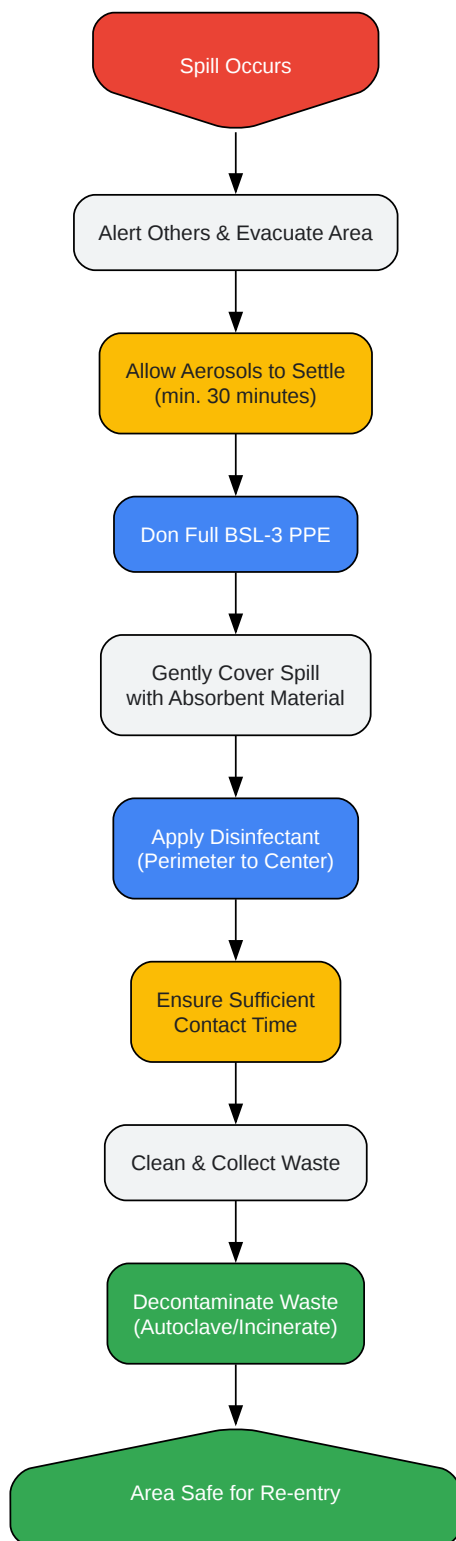 Spill Occurs
Alert Others & Evacuate Area
Allow Aerosols to Settle
(min. 30 minutes)
Don Full BSL-3 PPE
Gently Cover Spill
with Absorbent Material
Apply Disinfectant
(Perimeter to Center)
Ensure Sufficient
Contact Time
Clean & Collect Waste
Decontaminate Waste
(Autoclave/Incinerate)
Area Safe for Re-entry